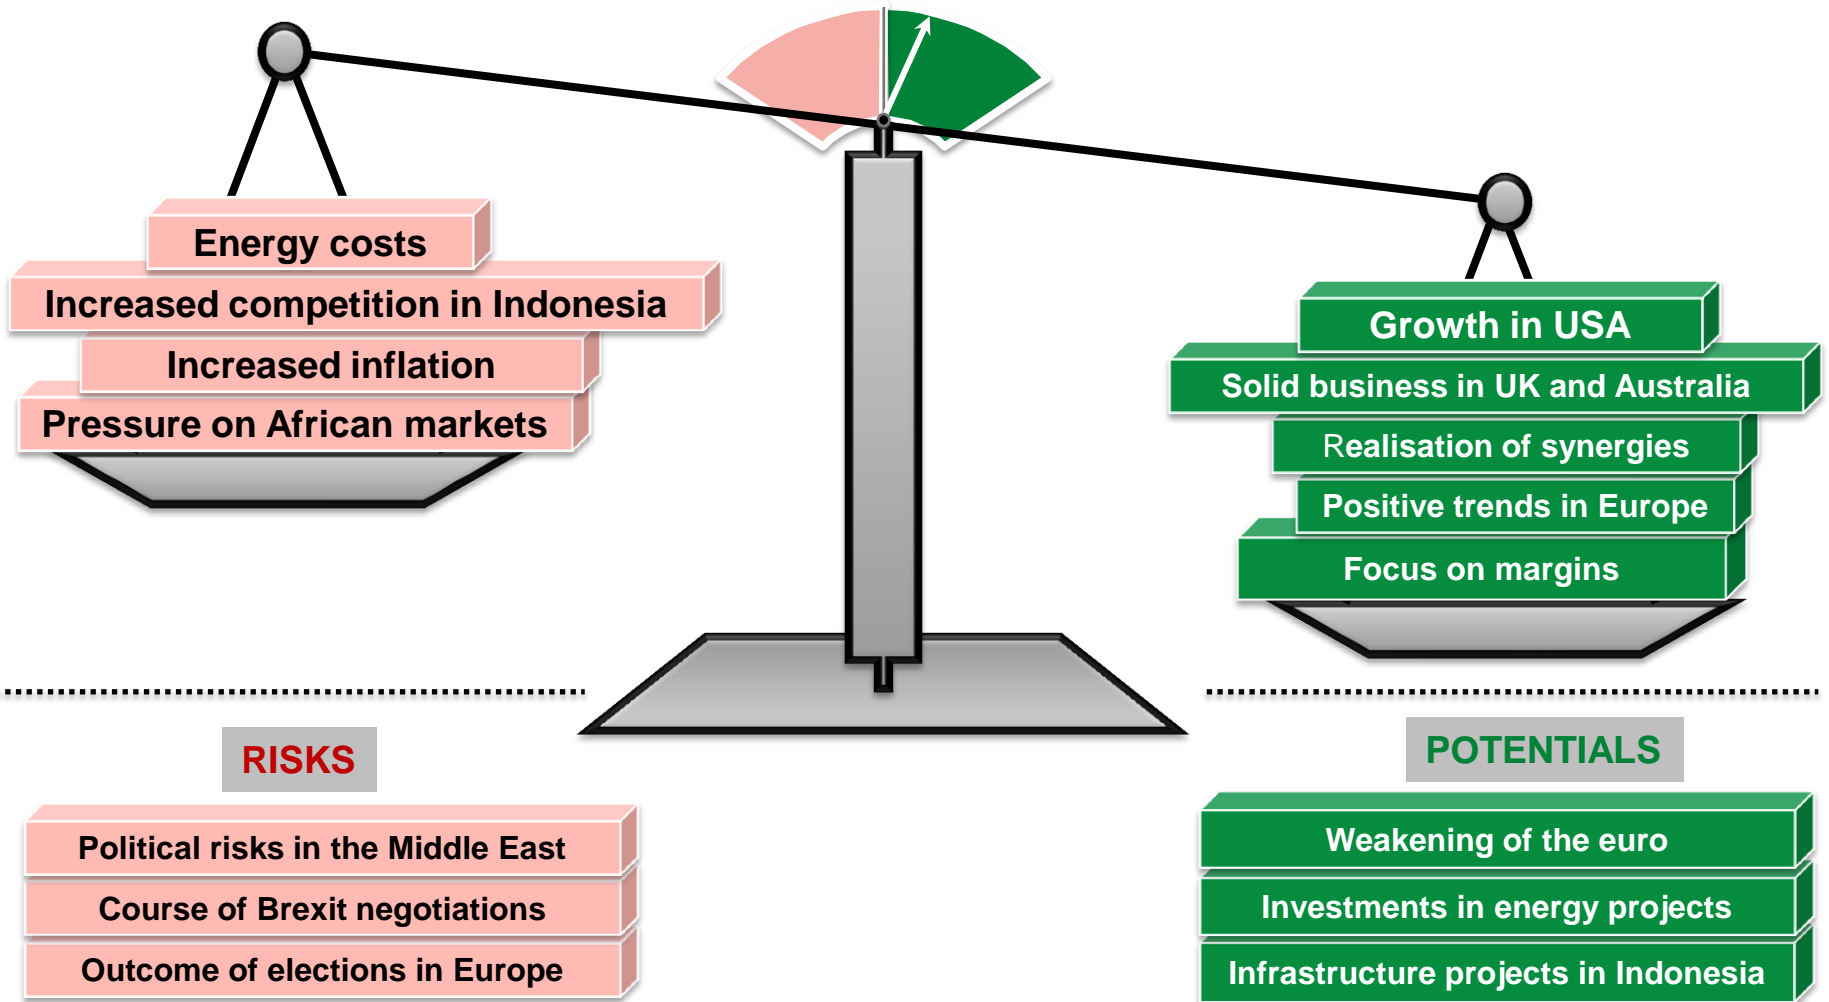 Energy costs
Increased competition in Indonesia
Increased inflation
Pressure on African markets
Growth in USA
Solid business in UK and Australia
Realisation of synergies
Positive trends in Europe
Focus on margins
RISKS
Political risks in the Middle East
Course of Brexit negotiations
Outcome of elections in Europe
POTENTIALS
Weakening of the euro
Investments in energy projects
Infrastructure projects in Indonesia